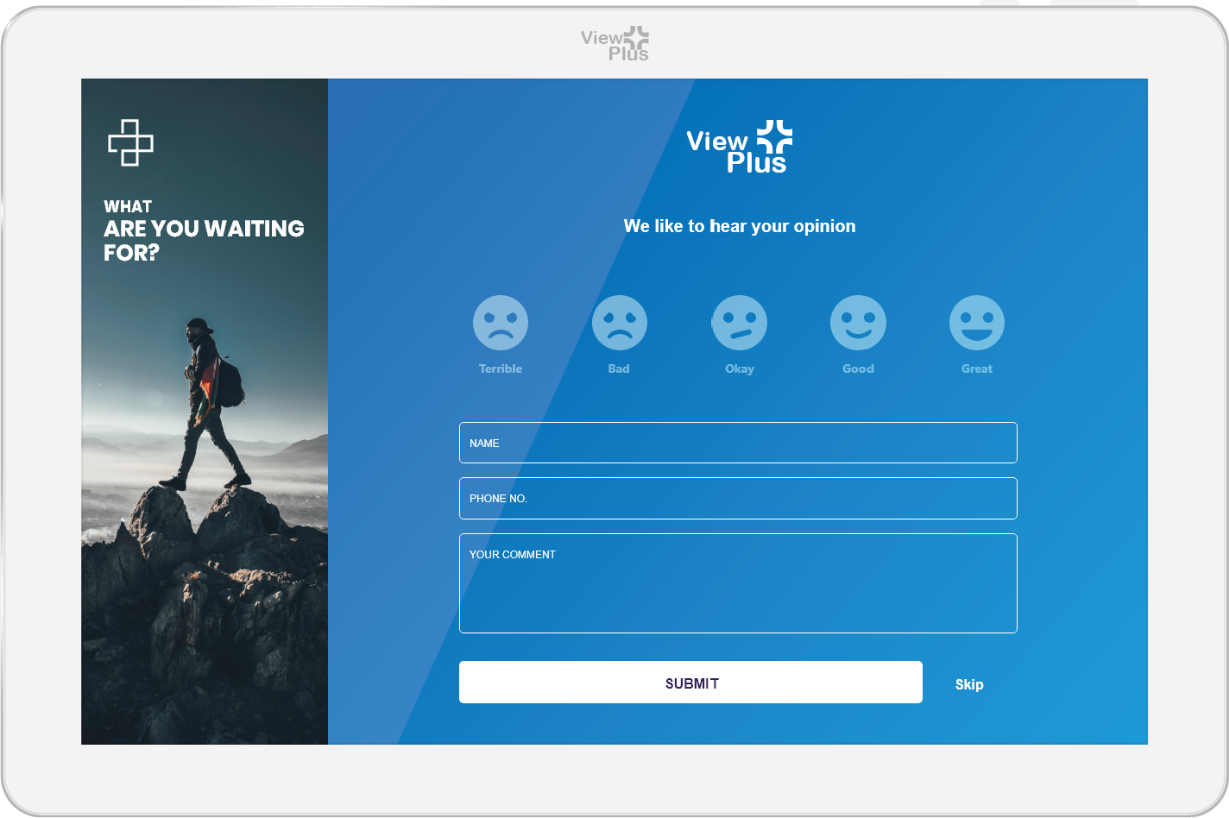 View
Plus
WHAT
ARE YOU WAITING
FOR?
View
Plus
We like to hear your opinion
Terrible
Bad
Okay
Good
Great
NAME
PHONE NO.
YOUR COMMENT
SUBMIT
Skip